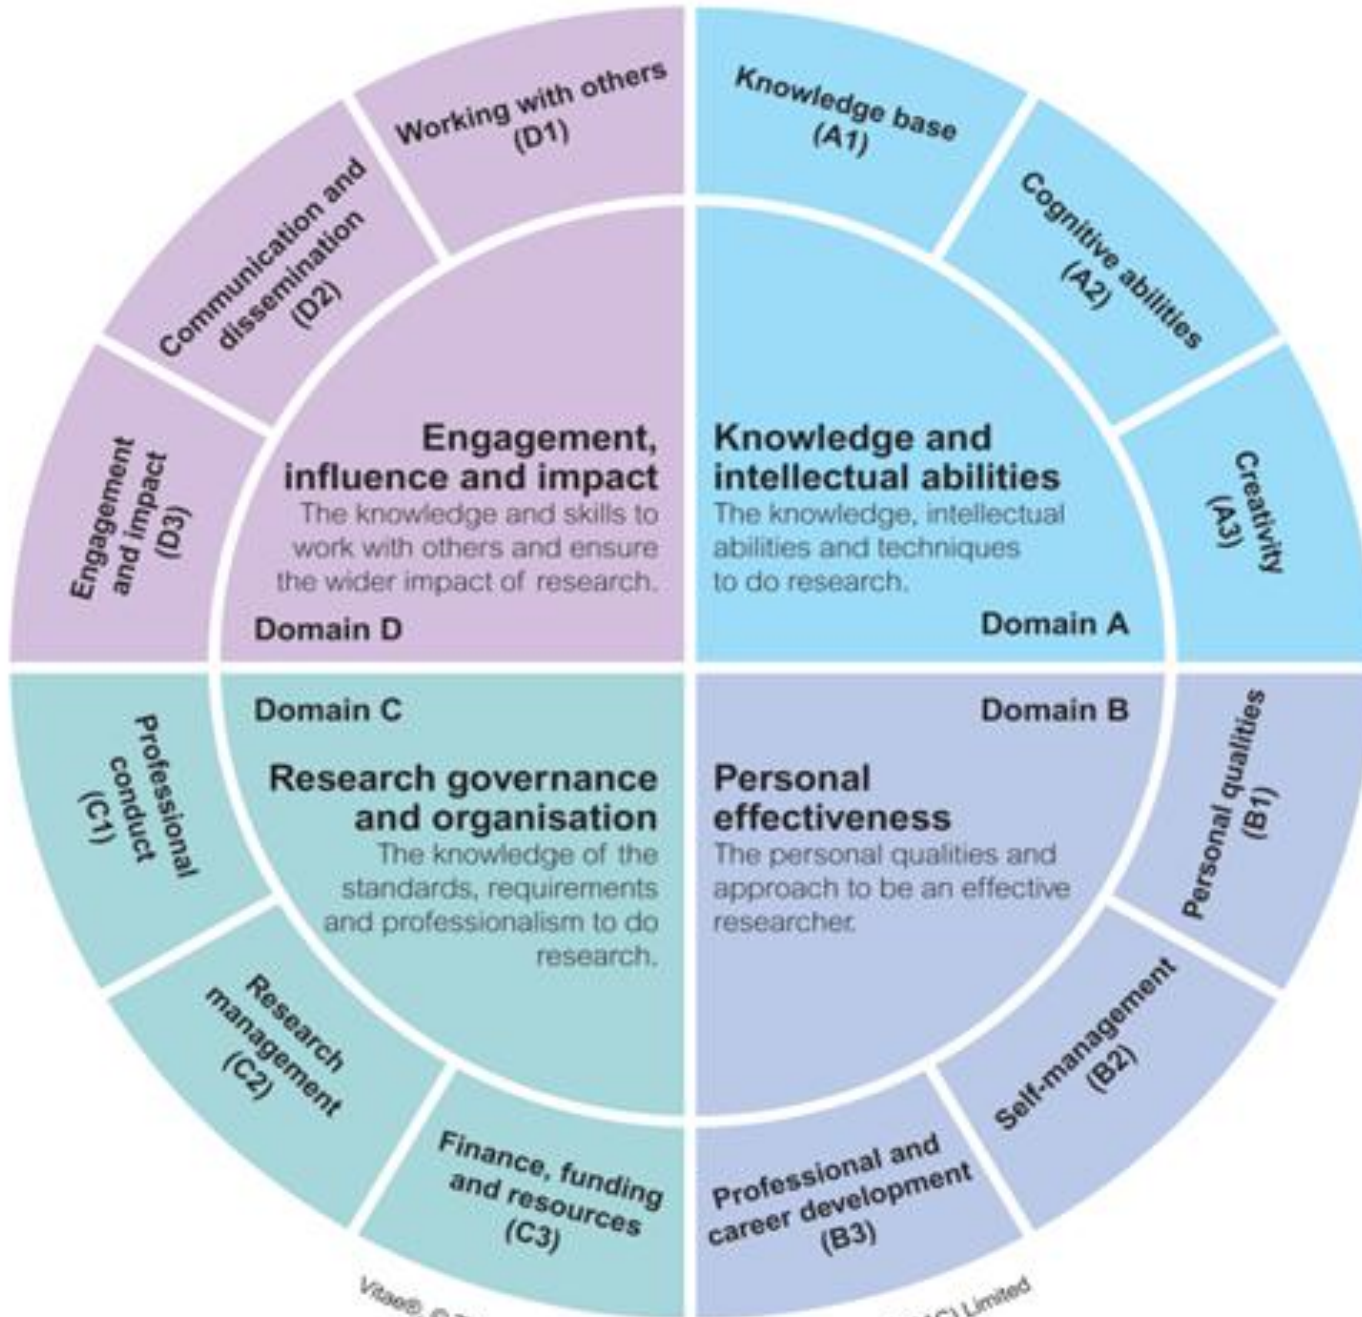 Working with others
(D1)
Knowledge base
(A1)
Communication and
dissemination
(D2)
Cognitive abilities
(A2)
Engagement
and impact
(D3)
Creativity
(A3)
Engagement,
influence and impact
The knowledge and skills to
work with others and ensure
the wider impact of research.
Domain D
Knowledge and
intellectual abilities
The knowledge, intellectual
abilities and techniques
to do research.
Domain A
Domain C
Research governance
and organisation
The knowledge of the
standards, requirements
and professionalism to do
research.
Domain B
Personal
effectiveness
The personal qualities and
approach to be an effective
researcher.
Professional
conduct
(C1)
Personal qualities
(B1)
Research
management
(C2)
Self-management
(B2)
Finance, funding
and resources
(C3)
Professional and
career development
(B3)
Vitae®, ©
Limited